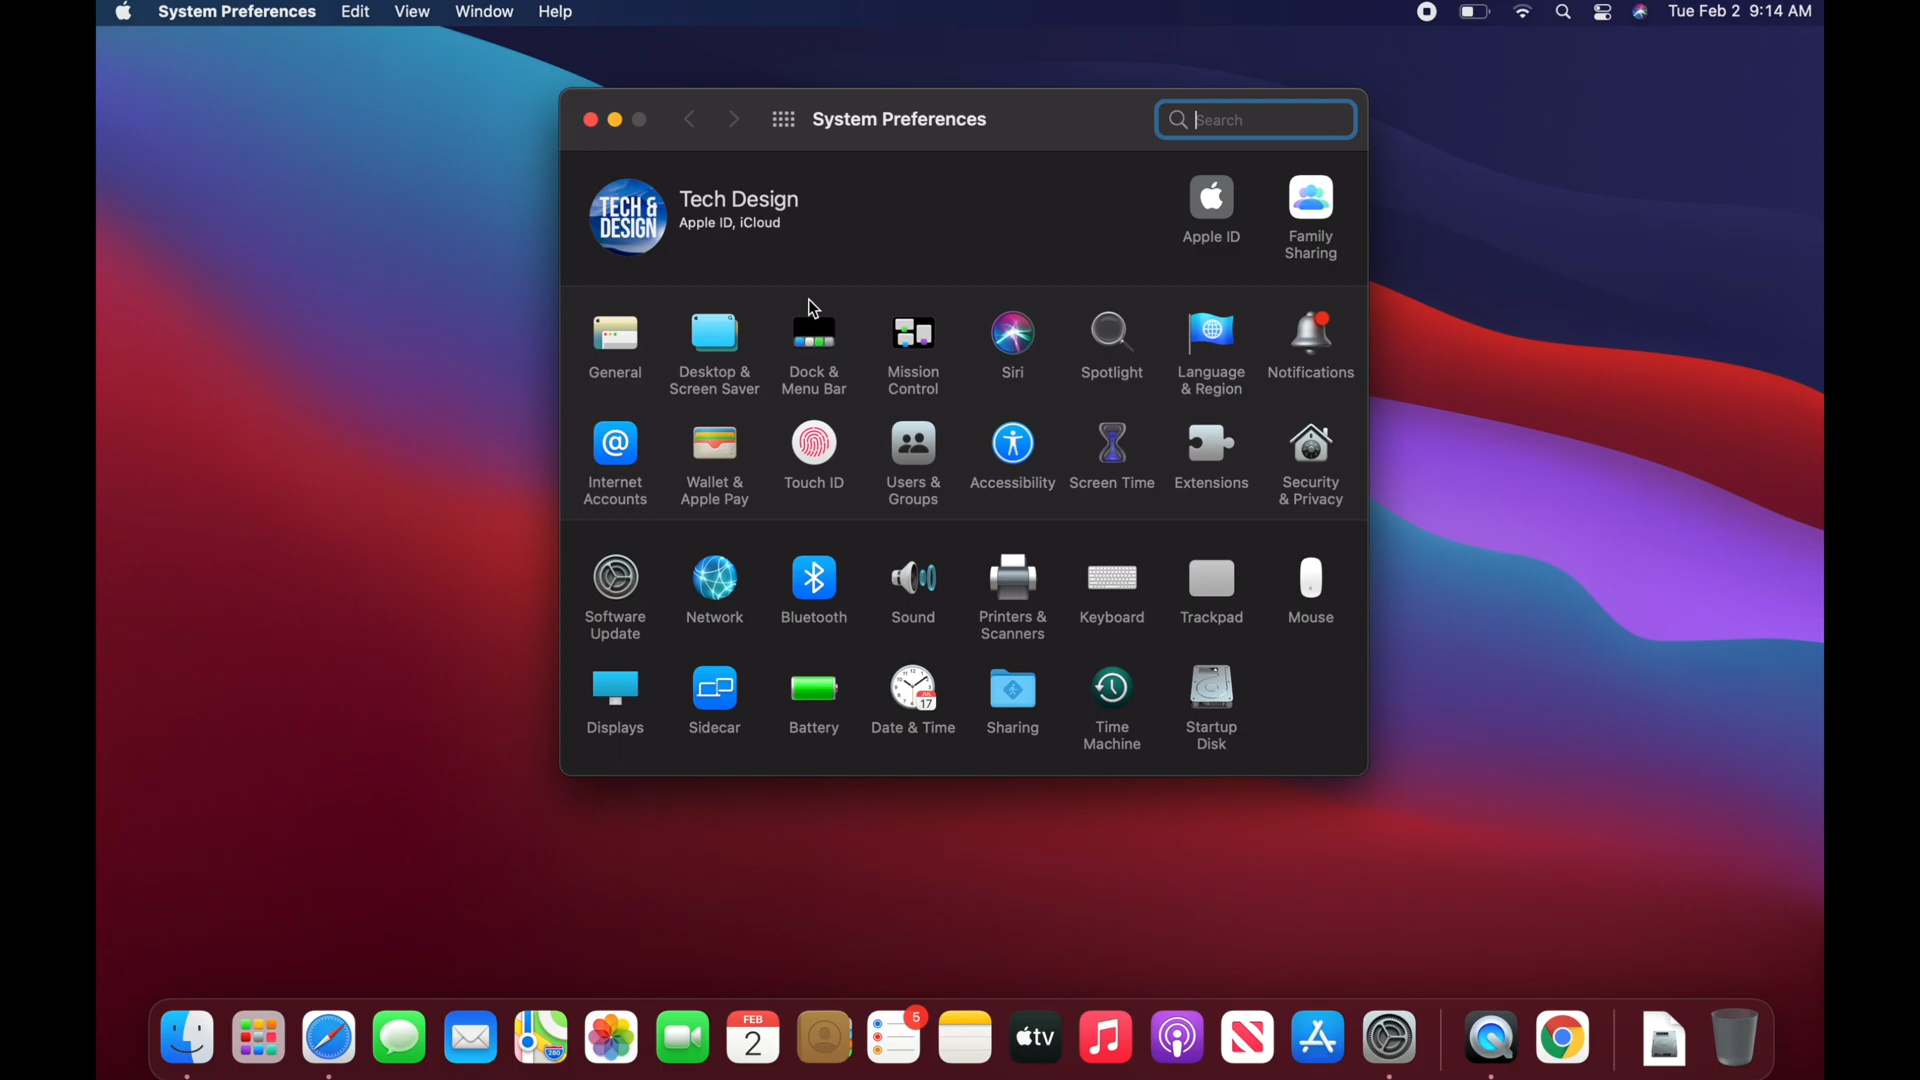 System Preferences Edit View Window Help
Tue Feb 2 9:14 AM
System Preferences
Search
TECH &
DESIGN
Tech Design
Apple ID, iCloud
Apple ID
Family
Sharing
General
Desktop &
Screen Saver
Dock &
Menu Bar
Mission
Control
Siri
Spotlight
Language
& Region
Notifications
Internet
Accounts
Wallet &
Apple Pay
Touch ID
Users &
Groups
Accessibility
Screen Time
Extensions
Security
& Privacy
Software
Update
Network
Bluetooth
Sound
Printers &
Scanners
Keyboard
Trackpad
Mouse
Displays
Sidecar
Battery
Date & Time
Sharing
Time
Machine
Startup
Disk
FEB
2
5
tv
280